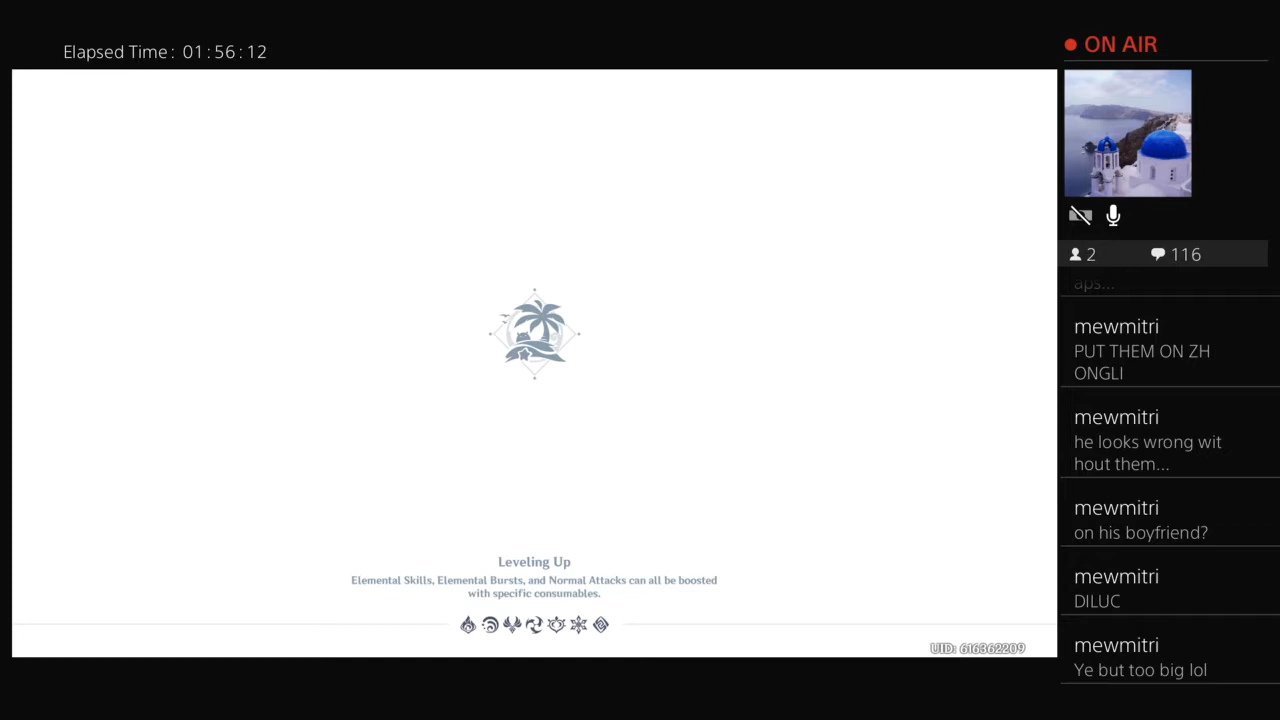 Elapsed Time: 01:56:12
ON AIR
2
116
aps...
mewmitri
PUT THEM ON ZH
ONGLI
mewmitri
he looks wrong wit
hout them...
mewmitri
on his boyfriend?
mewmitri
DILUC
mewmitri
Ye but too big lol
Leveling Up
Elemental Skills, Elemental Bursts, and Normal Attacks can all be boosted
with specific consumables.
UID: 616362209